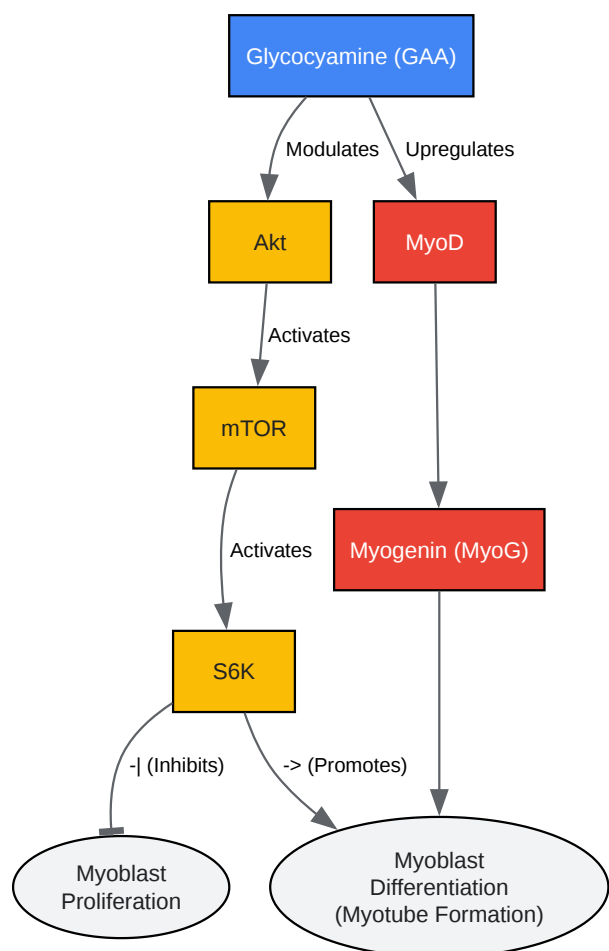 Glycocyamine (GAA)
Modulates
Upregulates
Akt
MyoD
Activates
mTOR
Activates
Myogenin (MyoG)
S6K
-| (Inhibits)
-> (Promotes)
Myoblast
Proliferation
Myoblast
Differentiation
(Myotube Formation)